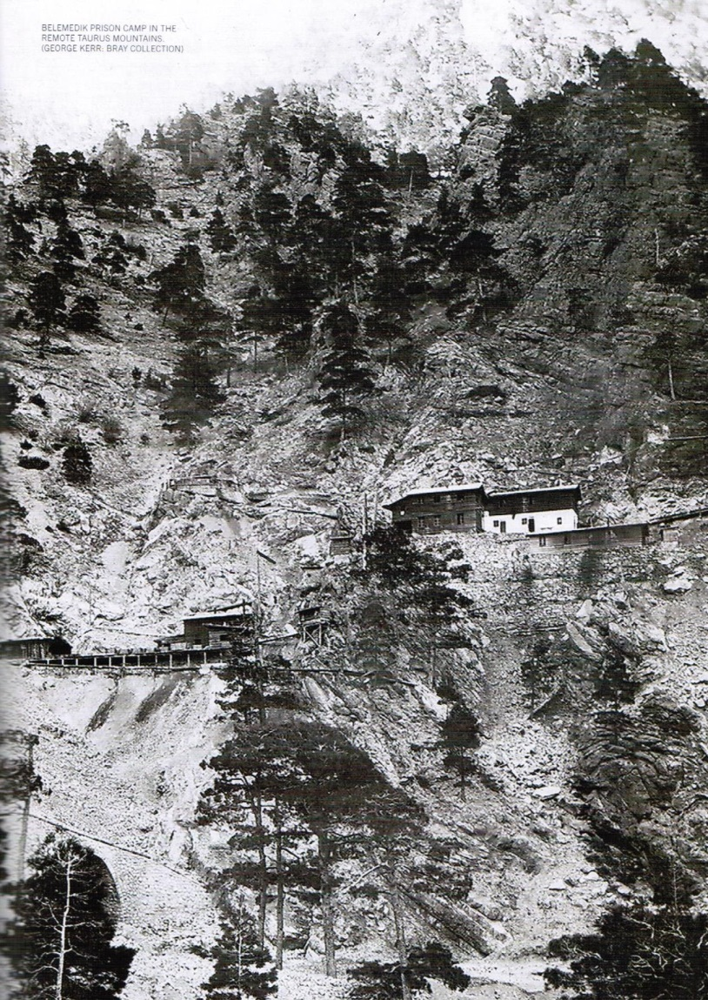 BELEMEDIK PRISON CAMP IN THE
REMOTE TAURUS MOUNTAINS.
(GEORGE KERR: BRAY COLLECTION)